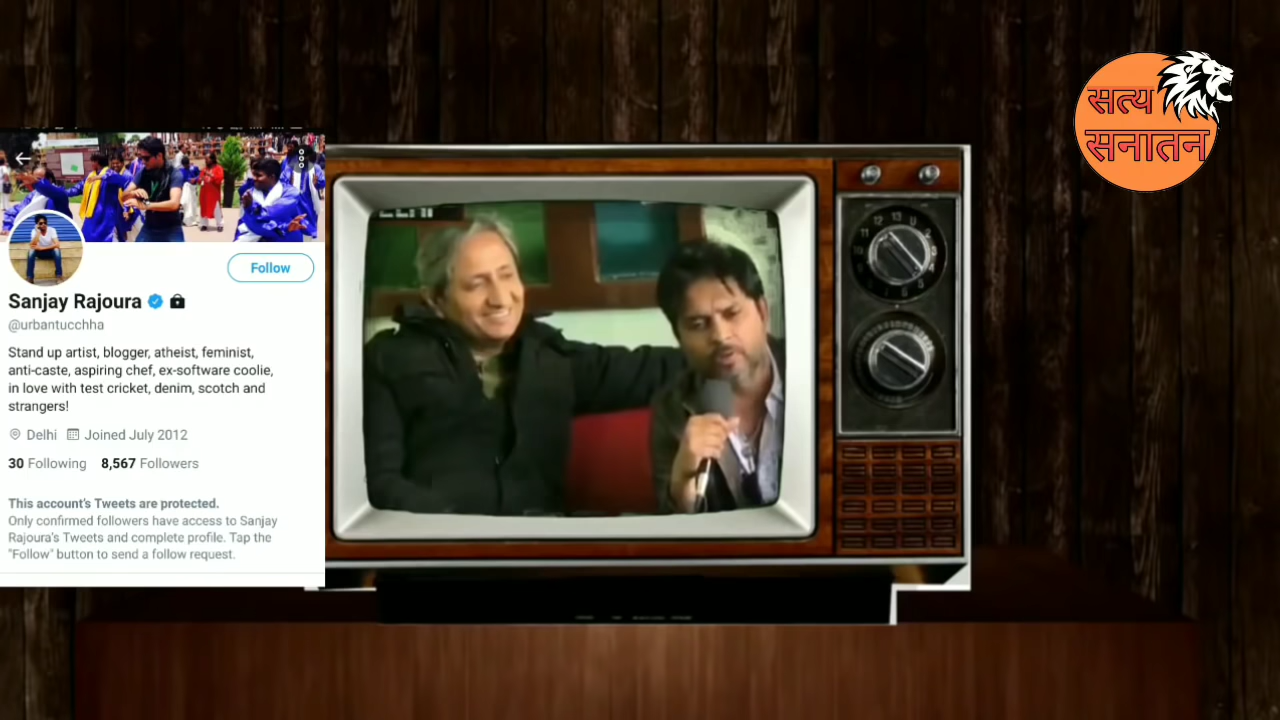 Follow
Sanjay Rajoura
@urbantucchha
Stand up artist, blogger, atheist, feminist,
anti-caste, aspiring chef, ex-software coolie,
in love with test cricket, denim, scotch and
strangers!
Delhi Joined July 2012
30 Following 8,567 Followers
This account's Tweets are protected.
Only confirmed followers have access to Sanjay
Rajoura's Tweets and complete profile. Tap the
"Follow" button to send a follow request.
सत्य
सनातन